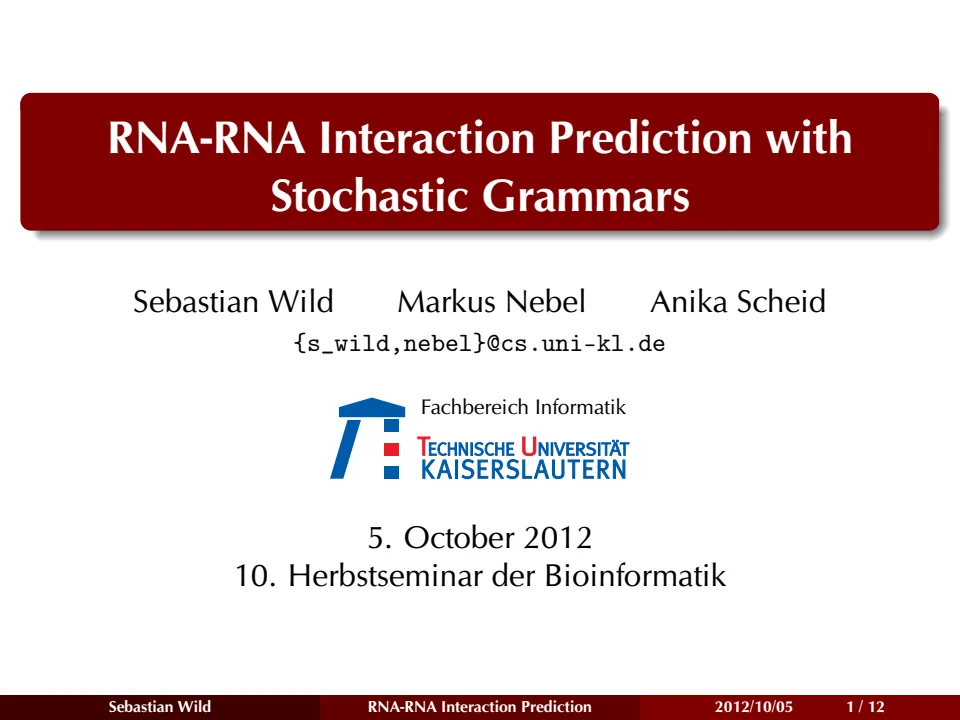 RNA-RNA Interaction Prediction with
Stochastic Grammars
Sebastian Wild Markus Nebel Anika Scheid
{s_wild,nebel}@cs.uni-kl.de
Fachbereich Informatik
TECHNISCHE UNIVERSITÄT
KAISERSLAUTERN
5. October 2012
10. Herbstseminar der Bioinformatik
Sebastian Wild RNA-RNA Interaction Prediction 2012/10/05 1 / 12